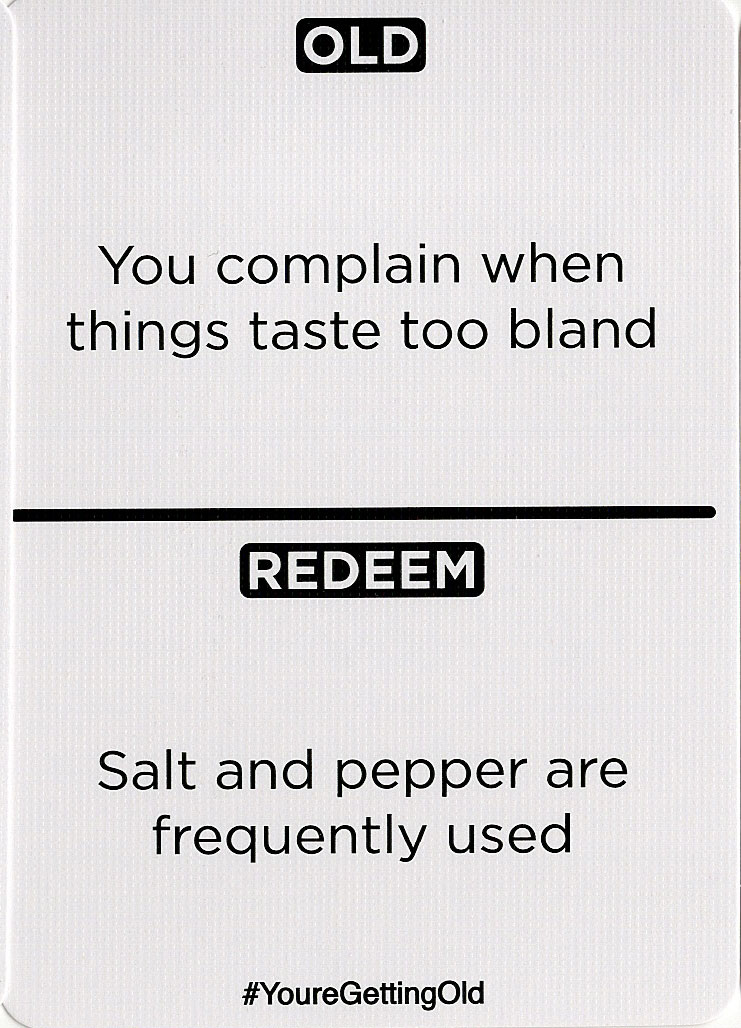 OLD
You complain when
things taste too bland
REDEEM
Salt and pepper are
frequently used
#YoureGettingOld